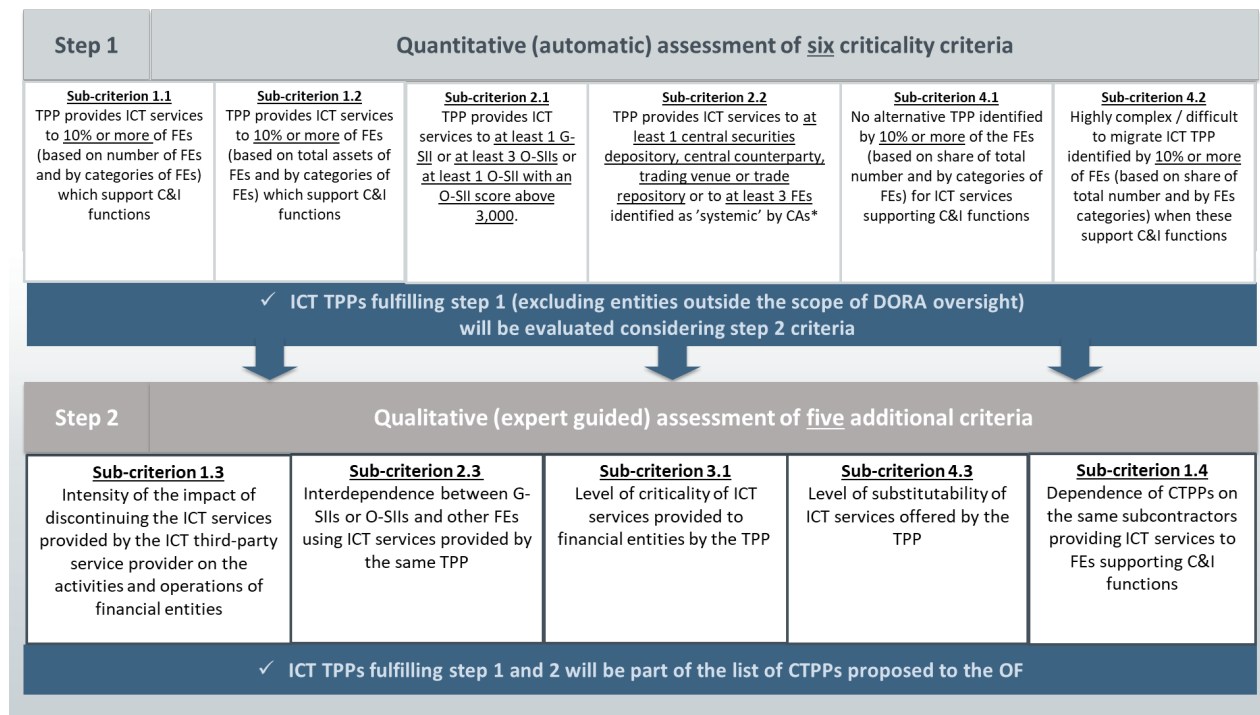 Step 1
Quantitative (automatic) assessment of six criticality criteria
Sub-criterion 1.1
TPP provides ICT services
to 10% or more of FEs
(based on number of FEs
and by categories of FEs)
which support C&I
functions
Sub-criterion 1.2
TPP provides ICT services
to 10% or more of FEs
(based on total assets of
FEs and by categories of
FEs) which support C&I
functions
Sub-criterion 2.1
TPP provides ICT
services to at least 1 G-
SII or at least 3 O-SIIs or
at least 1 O-SII with an
O-SII score above
3,000.
Sub-criterion 2.2
TPP provides ICT services to at
least 1 central securities
depository, central counterparty,
trading venue or trade
repository or to at least 3 FEs
identified as 'systemic' by CAs*
Sub-criterion 4.1
No alternative TPP identified
by 10% or more of the FEs
(based on share of total
number and by categories of
FEs) for ICT services
supporting C&I functions
Sub-criterion 4.2
Highly complex / difficult
to migrate ICT TPP
identified by 10% or more
of FEs (based on share of
total number and by FEs
categories) when these
support C&I functions
✓ ICT TPPs fulfilling step 1 (excluding entities outside the scope of DORA oversight)
will be evaluated considering step 2 criteria
Step 2
Qualitative (expert guided) assessment of five additional criteria
Sub-criterion 1.3
Intensity of the impact of
discontinuing the ICT services
provided by the ICT third-party
service provider on the
activities and operations of
financial entities
Sub-criterion 2.3
Interdependence between G-
SIIs or O-SIIs and other FEs
using ICT services provided by
the same TPP
Sub-criterion 3.1
Level of criticality of ICT
services provided to
financial entities by the TPP
Sub-criterion 4.3
Level of substitutability of
ICT services offered by the
TPP
Sub-criterion 1.4
Dependence of CTPPs on
the same subcontractors
providing ICT services to
FEs supporting C&I
functions
✓ ICT TPPs fulfilling step 1 and 2 will be part of the list of CTPPs proposed to the OF